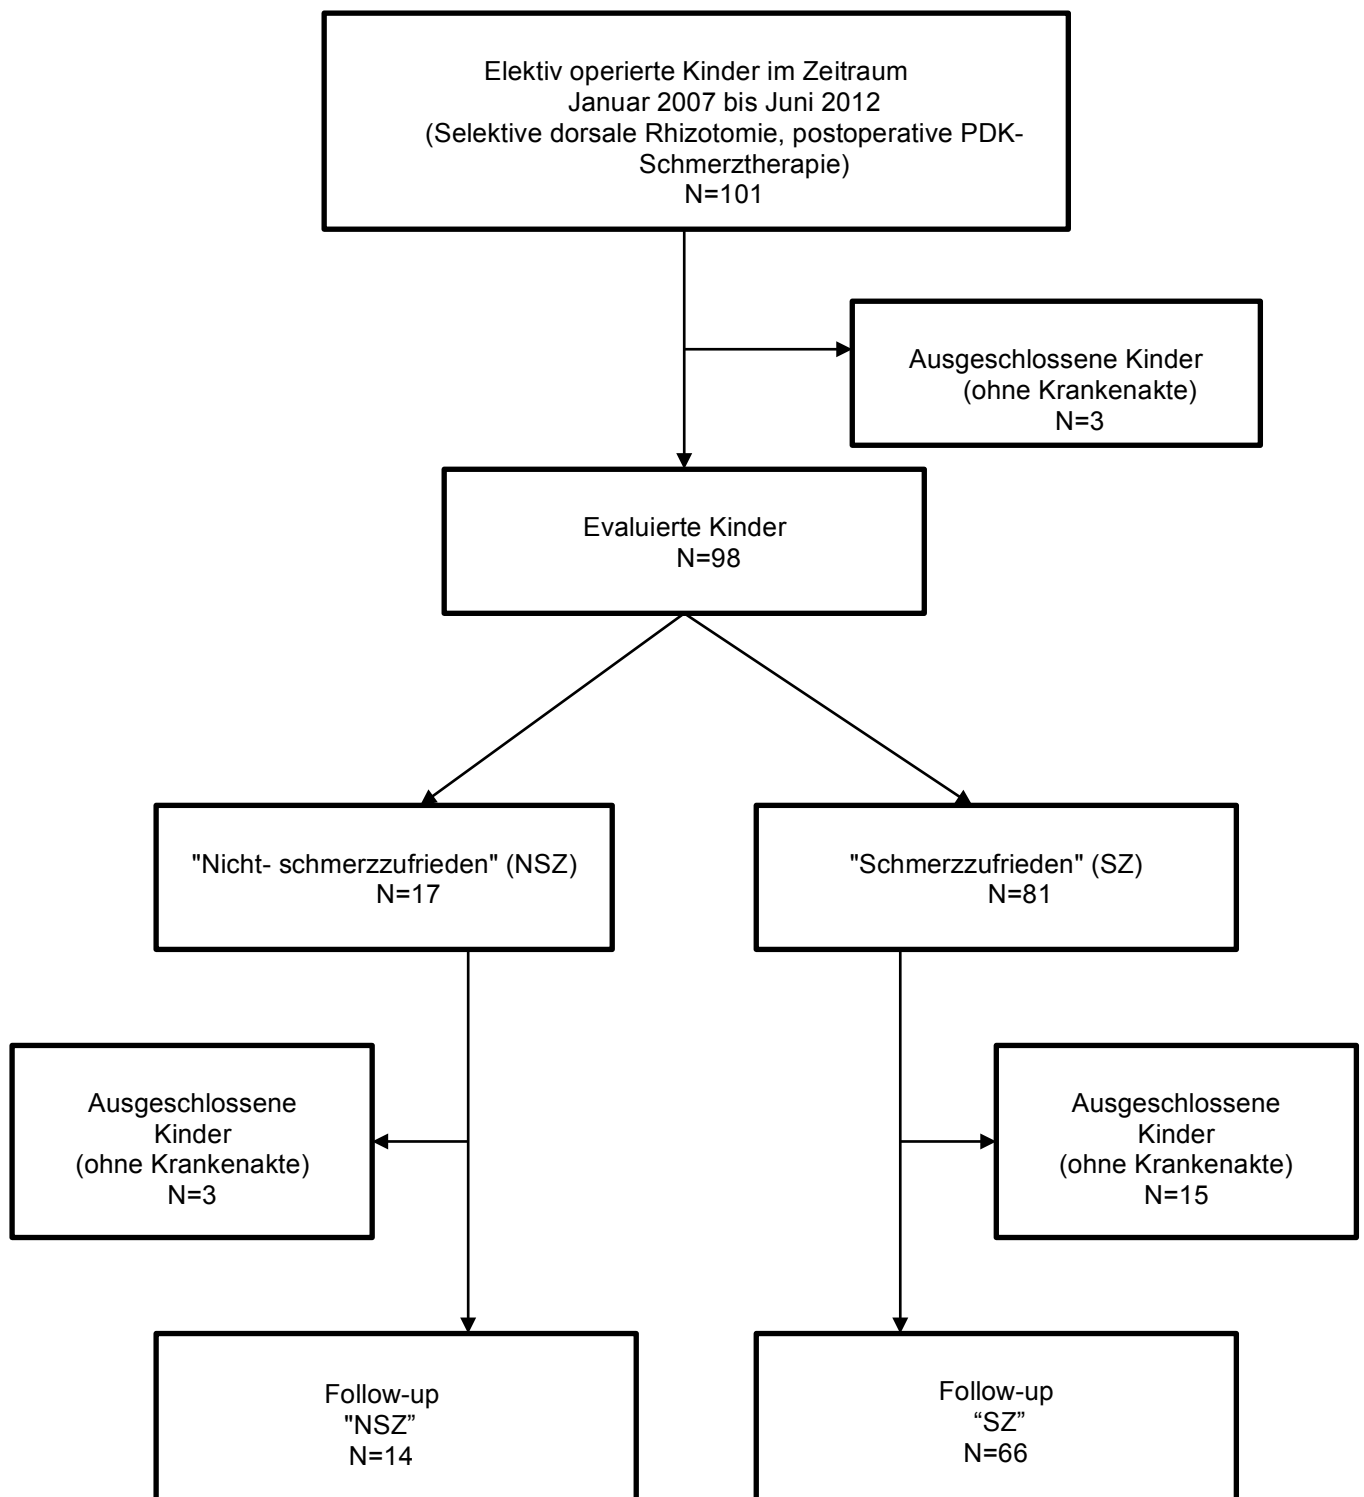 Elektiv operierte Kinder im Zeitraum
Januar 2007 bis Juni 2012
(Selektive dorsale Rhizotomie, postoperative PDK-
Schmerztherapie)
N=101
Ausgeschlossene Kinder
(ohne Krankenakte)
N=3
Evaluierte Kinder
N=98
"Nicht- schmerzzufrieden" (NSZ)
N=17
"Schmerzzufrieden" (SZ)
N=81
Ausgeschlossene
Kinder
(ohne Krankenakte)
N=3
Ausgeschlossene
Kinder
(ohne Krankenakte)
N=15
Follow-up
"NSZ”
N=14
Follow-up
“SZ”
N=66